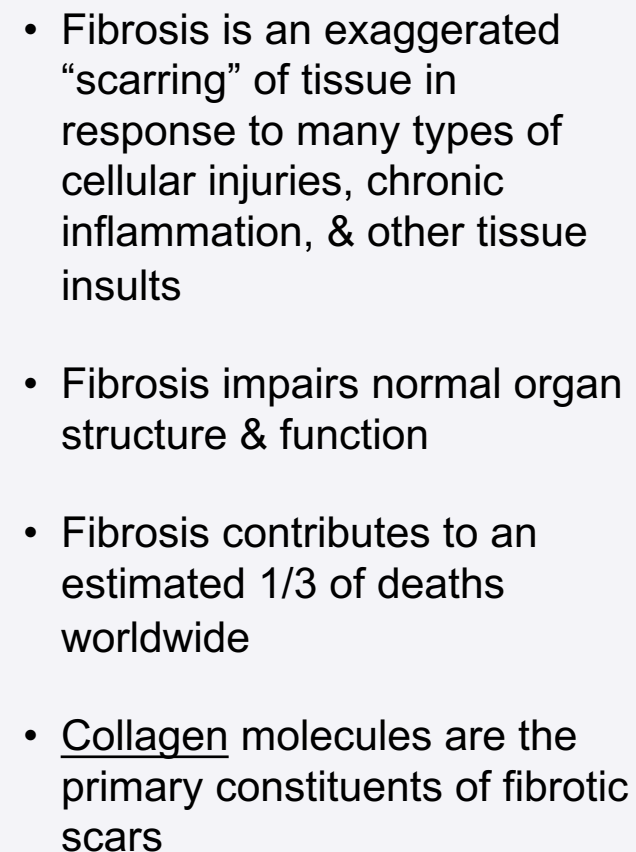 • Fibrosis is an exaggerated
“scarring” of tissue in
response to many types of
cellular injuries, chronic
inflammation, & other tissue
insults
• Fibrosis impairs normal organ
structure & function
• Fibrosis contributes to an
estimated 1/3 of deaths
worldwide
• Collagen molecules are the
primary constituents of fibrotic
scars